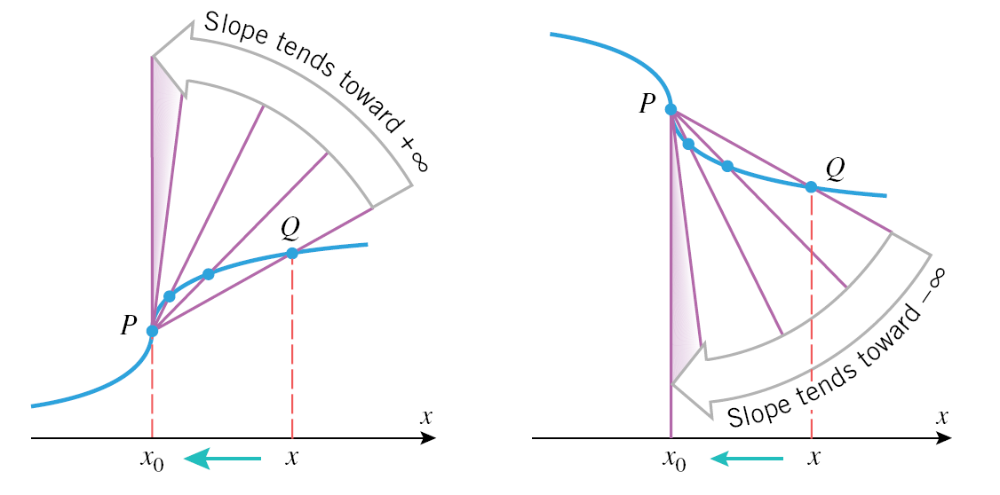 Slope tends toward +∞
Q
P
x
x₀
x
P
Q
Slope tends toward –∞
x
x₀
x